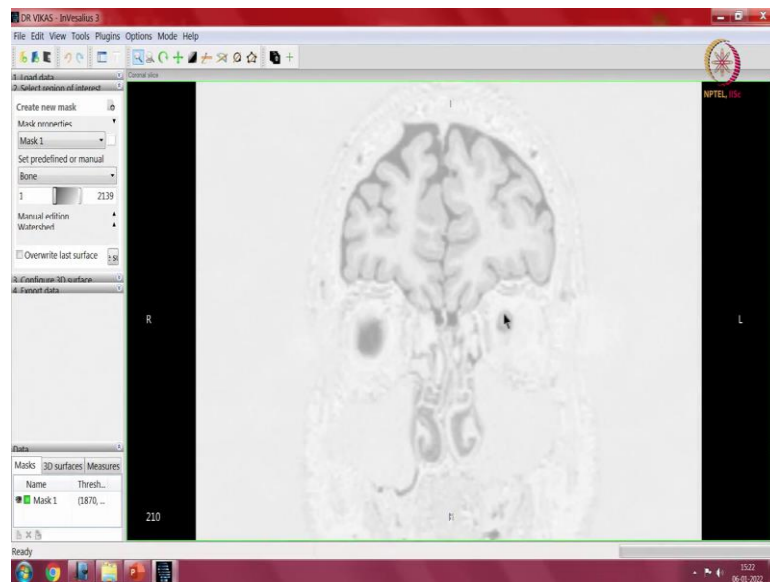 DR VIKAS - InVesalius 3
File Edit View Tools Plugins Options Mode Help
NPTEL, IISc
1. Load data
2. Select region of interest
Create new mask
Mask properties
Mask 1
Set predefined or manual
Bone
1 2139
Manual edition
Watershed
Overwrite last surface
3. Configure 3D surface
4. Export data
Coronal slice
R
L
210
Data
Masks 3D surfaces Measures
Name Thresh...
Mask 1 (1870, ...
Ready
15:22
06-01-2022